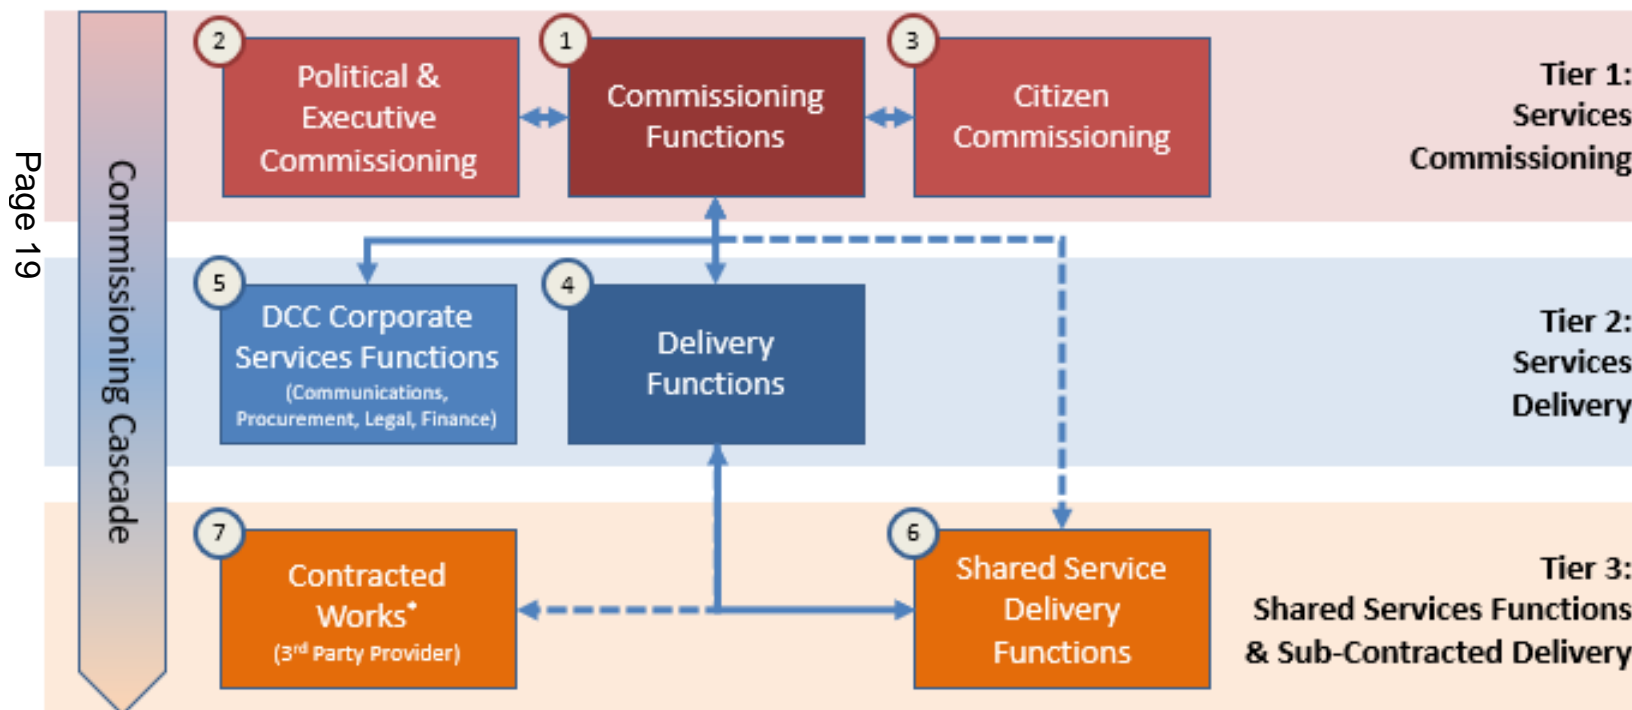 Page 19
Commissioning Cascade
2
Political &
Executive
Commissioning
1
Commissioning
Functions
3
Citizen
Commissioning
Tier 1:
Services
Commissioning
5
DCC Corporate
Services Functions
(Communications,
Procurement, Legal, Finance)
4
Delivery
Functions
Tier 2:
Services
Delivery
7
Contracted
Works*
(3rd Party Provider)
6
Shared Service
Delivery
Functions
Tier 3:
Shared Services Functions
& Sub-Contracted Delivery